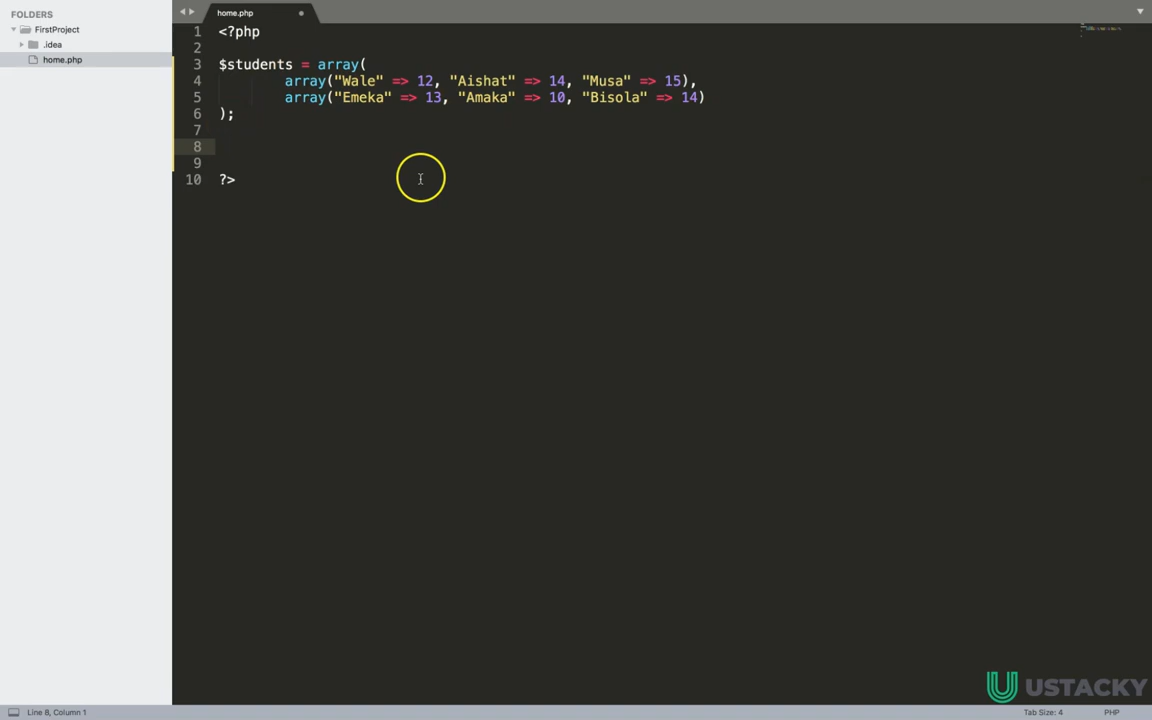 FOLDERS
FirstProject
.idea
home.php
home.php
1 <?php
2
3 $students = array(
4 array("Wale" => 12, "Aishat" => 14, "Musa" => 15),
5 array("Emeka" => 13, "Amaka" => 10, "Bisola" => 14)
6 );
7
8
9
10 ?>
USTACKY
Line 8, Column 1
Tab Size: 4
PHP